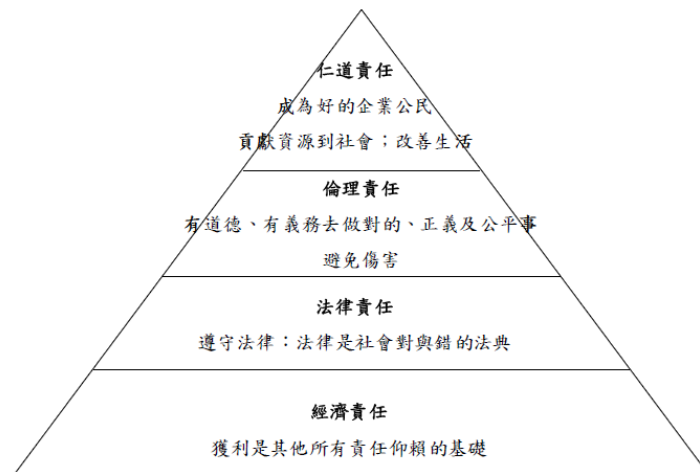 仁道責任
成為好的企業公民
貢獻資源到社會；改善生活
倫理責任
有道德、有義務去做對的、正義及公平事
避免傷害
法律責任
遵守法律：法律是社會對與錯的法典
經濟責任
獲利是其他所有責任仰賴的基礎